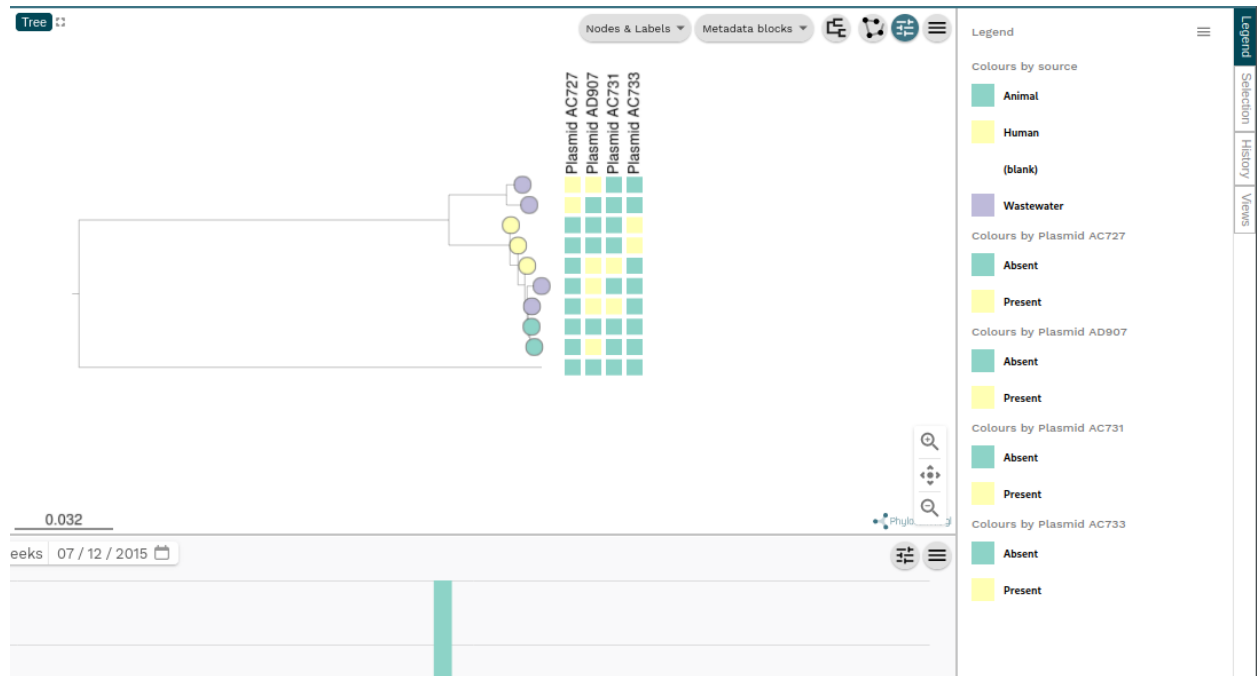 Tree
Nodes & Labels
Metadata blocks
Plasmid AC727
Plasmid AD907
Plasmid AC731
Plasmid AC733
0.032
eeks 07 / 12 / 2015
Legend
Colours by source
Animal
Human
(blank)
Wastewater
Colours by Plasmid AC727
Absent
Present
Colours by Plasmid AD907
Absent
Present
Colours by Plasmid AC731
Absent
Present
Colours by Plasmid AC733
Absent
Present
Legend
Selection
History
Views